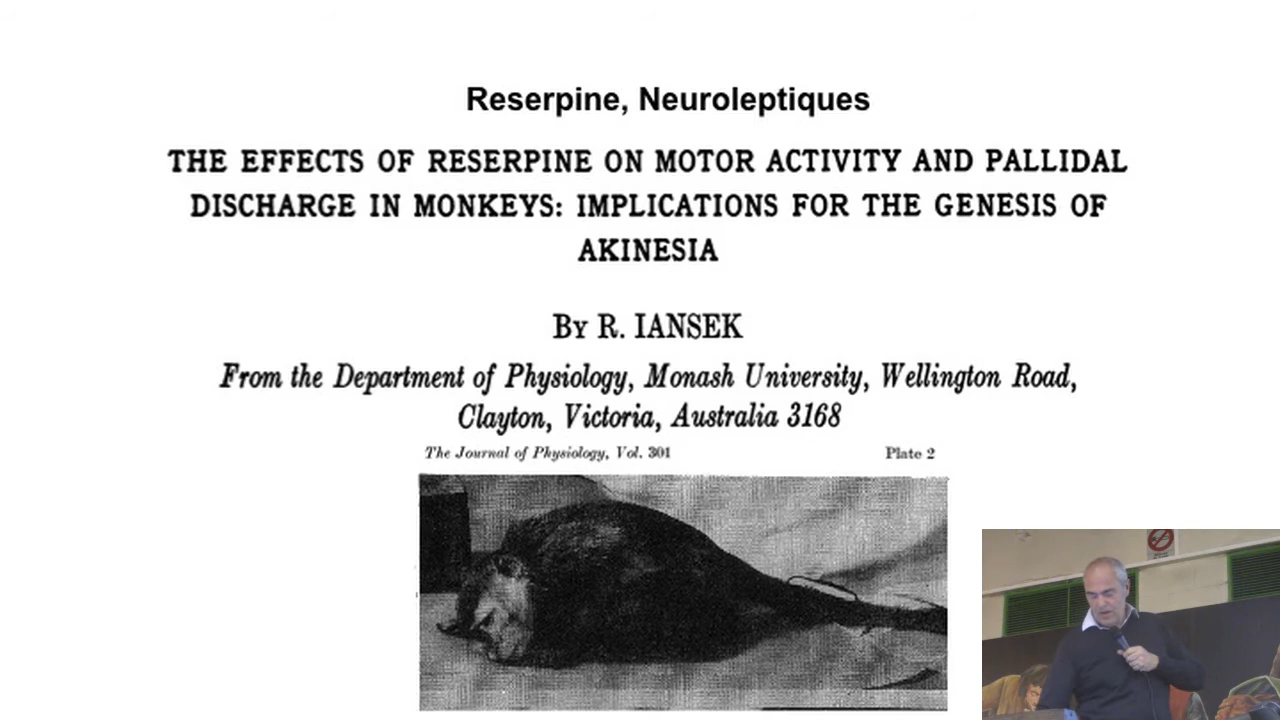 Reserpine, Neuroleptiques
THE EFFECTS OF RESERPINE ON MOTOR ACTIVITY AND PALLIDAL
DISCHARGE IN MONKEYS: IMPLICATIONS FOR THE GENESIS OF
AKINESIA
By R. IANSEK
From the Department of Physiology, Monash University, Wellington Road,
Clayton, Victoria, Australia 3168
The Journal of Physiology, Vol. 301
Plate 2